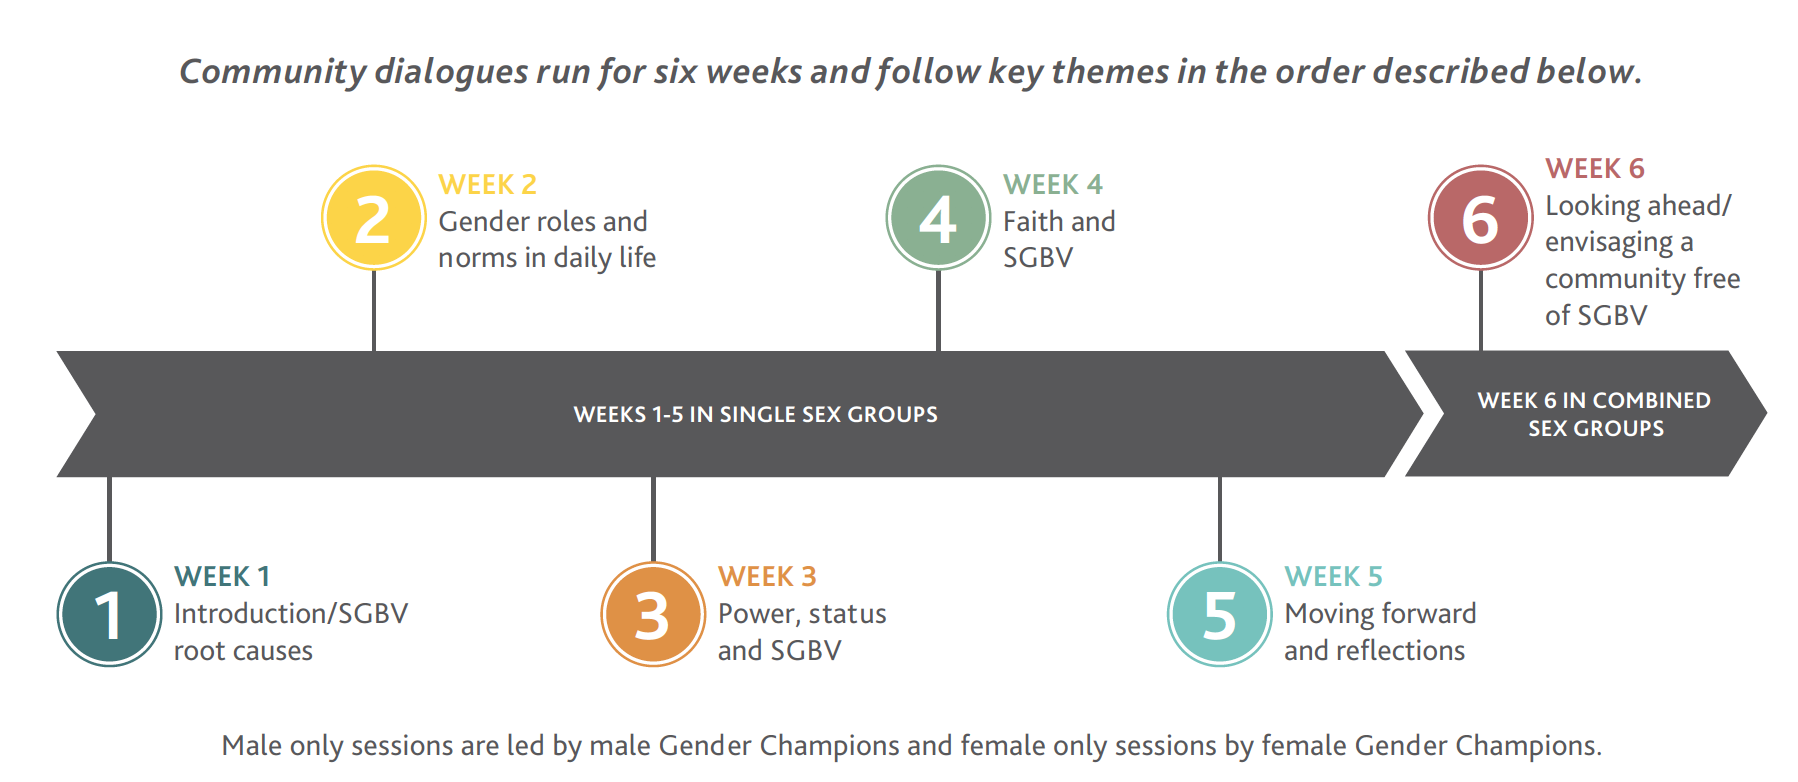 Community dialogues run for six weeks and follow key themes in the order described below.
2
WEEK 2
Gender roles and
norms in daily life
4
WEEK 4
Faith and
SGBV
6
WEEK 6
Looking ahead/
envisaging a
community free
of SGBV
WEEKS 1-5 IN SINGLE SEX GROUPS
WEEK 6 IN COMBINED
SEX GROUPS
1
WEEK 1
Introduction/SGBV
root causes
3
WEEK 3
Power, status
and SGBV
5
WEEK 5
Moving forward
and reflections
Male only sessions are led by male Gender Champions and female only sessions by female Gender Champions.